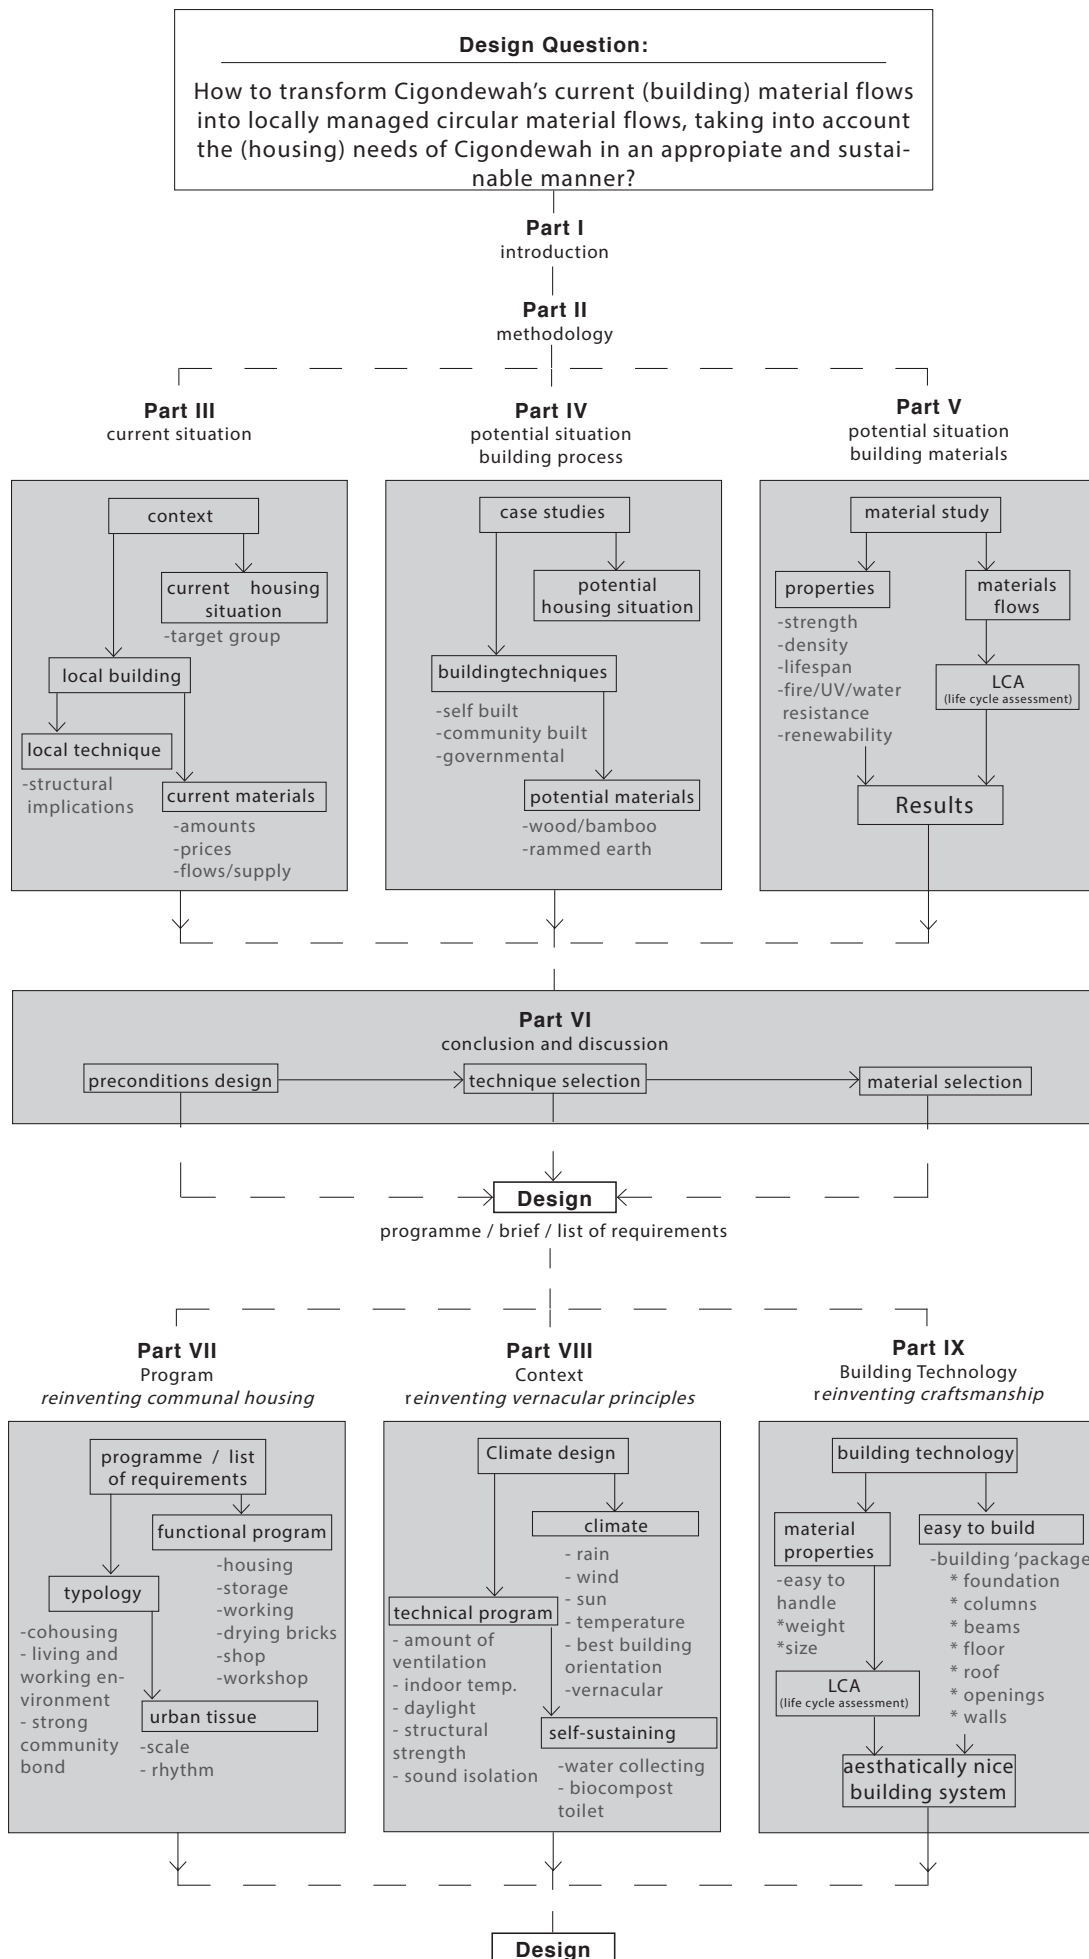 Design Question:
How to transform Cigondewah's current (building) material flows
into locally managed circular material flows, taking into account
the (housing) needs of Cigondewah in an appropiate and sustai-
nable manner?
Part I
introduction
Part II
methodology
Part III
current situation
Part IV
potential situation
building process
Part V
potential situation
building materials
context
current housing
situation
-target group
local building
local technique
-structural
implications
current materials
-amounts
-prices
-flows/supply
case studies
potential
housing situation
buildingtechniques
-self built
-community built
-governmental
potential materials
-wood/bamboo
-rammed earth
material study
properties
-strength
-density
-lifespan
-fire/UV/water
resistance
-renewability
materials
flows
LCA
(life cycle assessment)
Results
Part VI
conclusion and discussion
preconditions design
technique selection
material selection
Design
programme / brief / list of requirements
Part VII
Program
reinventing communal housing
Part VIII
Context
reinventing vernacular principles
Part IX
Building Technology
reinventing craftsmanship
programme / list
of requirements
functional program
-housing
-storage
-working
-drying bricks
-shop
-workshop
typology
-cohousing
- living and
working en-
vironment
- strong
community
bond
urban tissue
-scale
- rhythm
Climate design
climate
- rain
- wind
- sun
- temperature
- best building
orientation
-vernacular
technical program
- amount of
ventilation
- indoor temp.
- daylight
- structural
strength
- sound isolation
self-sustaining
-water collecting
- biocompost
toilet
building technology
material
properties
-easy to
handle
*weight
*size
LCA
(life cycle assessment)
easy to build
-building 'package
* foundation
* columns
* beams
* floor
* roof
* openings
* walls
aesthatically nice
building system
Design